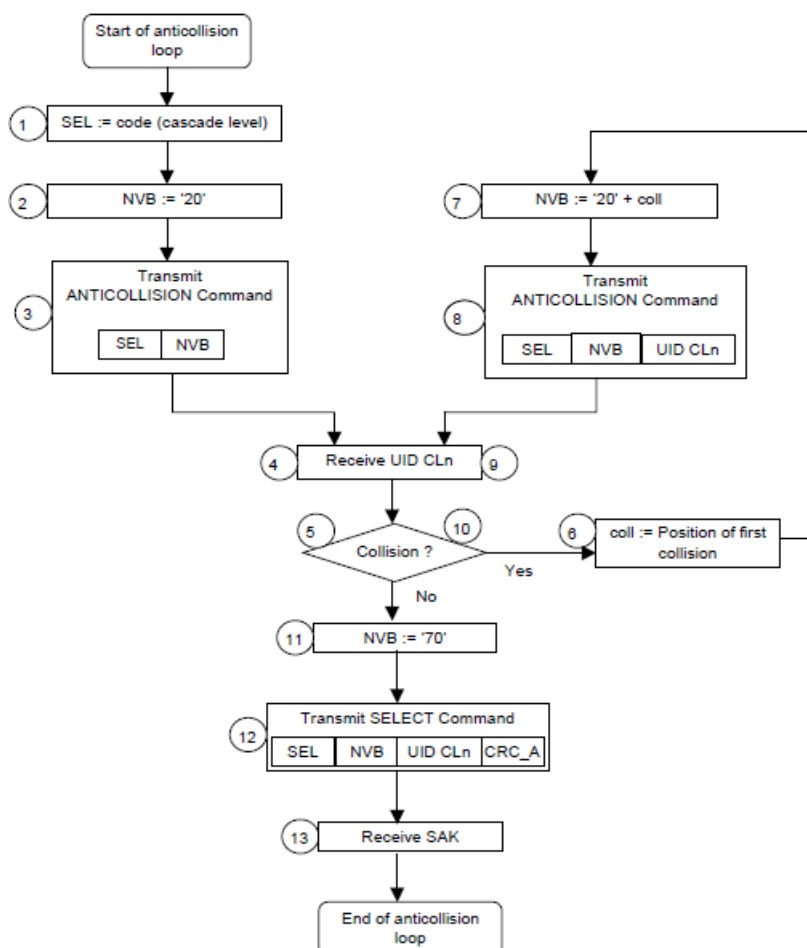 Start of anticollision
loop
1
SEL := code (cascade level)
2
NVB := '20'
3
Transmit
ANTICOLLISION Command
SEL
NVB
7
NVB := '20' + coll
8
Transmit
ANTICOLLISION Command
SEL
NVB
UID CLn
4
Receive UID CLn
9
5
Collision ?
10
Yes
6
coll := Position of first
collision
No
11
NVB := '70'
12
Transmit SELECT Command
SEL
NVB
UID CLn
CRC_A
13
Receive SAK
End of anticollision
loop